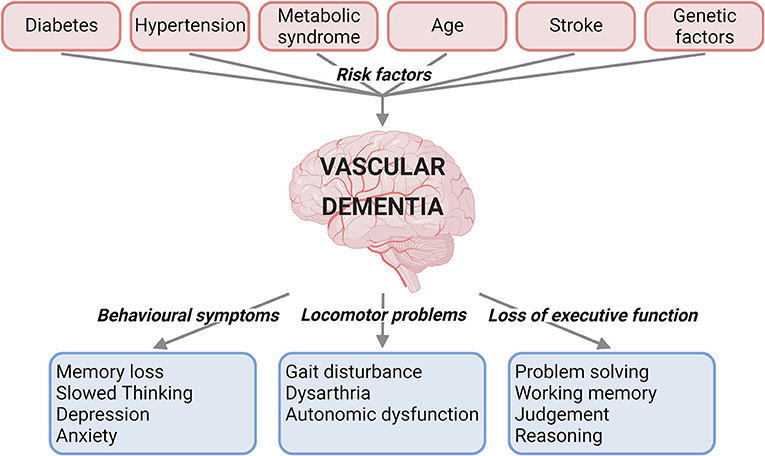 Diabetes
Hypertension
Metabolic
syndrome
Age
Stroke
Genetic
factors
Risk factors
VASCULAR
DEMENTIA
Behavioural symptoms
Locomotor problems
Loss of executive function
Memory loss
Slowed Thinking
Depression
Anxiety
Gait disturbance
Dysarthria
Autonomic dysfunction
Problem solving
Working memory
Judgement
Reasoning